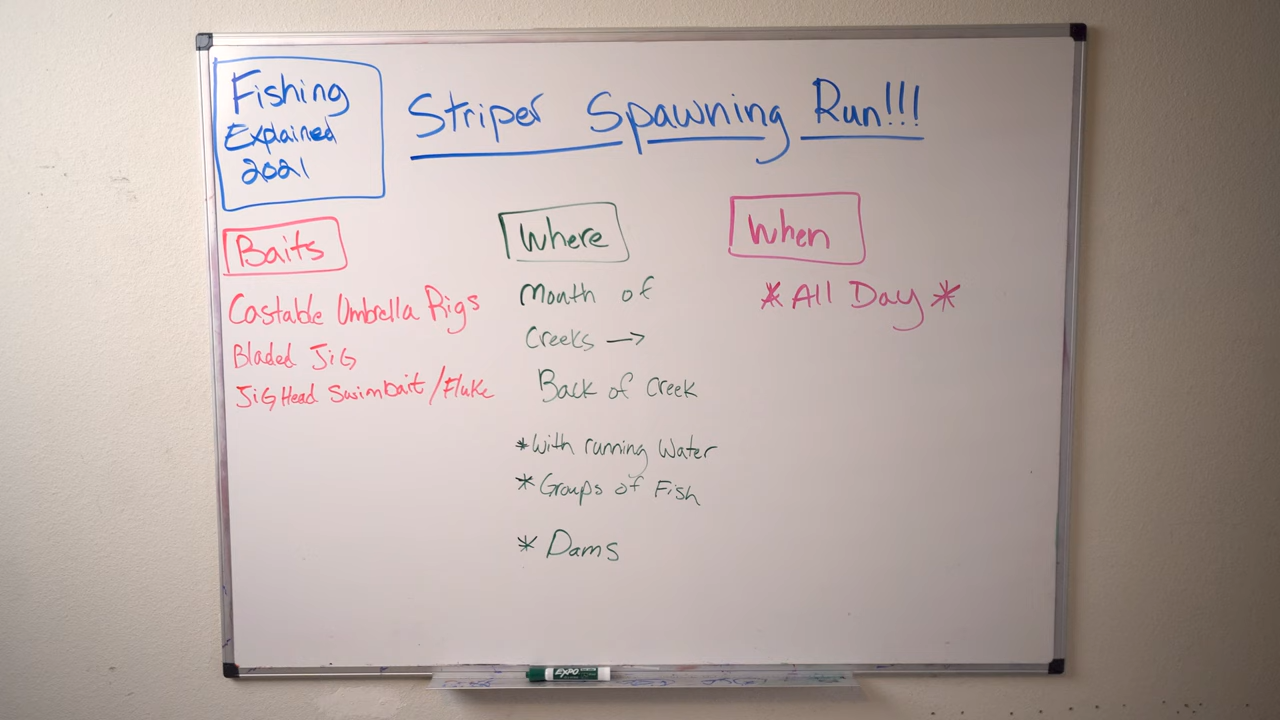 Fishing
Explained
2021
Striper Spawning Run!!!
Baits
Castable Umbrella Rigs
Bladed JiG
JiG Head Swimbait/Fluke
Where
Mouth of
Creeks →
Back of Creek
*With running Water
*Groups of Fish
* Dams
When
*All Day*
EXPO